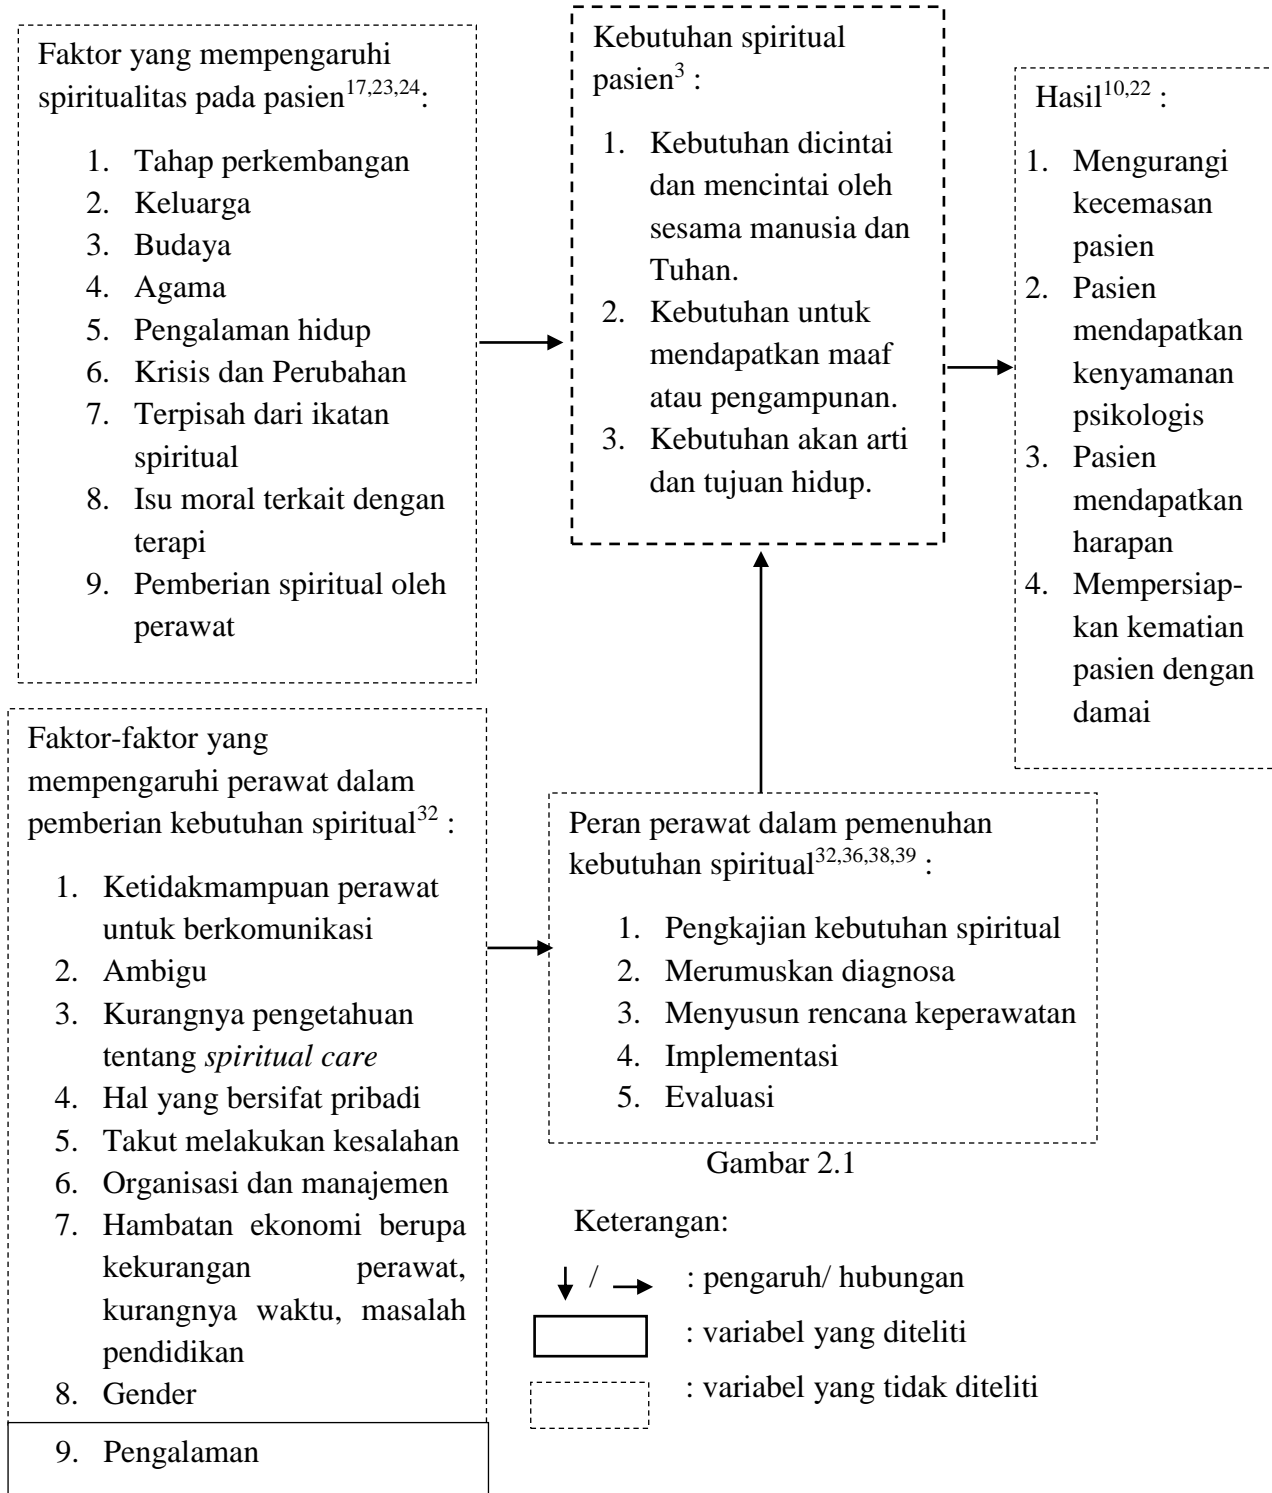 Faktor yang mempengaruhi
spiritualitas pada pasien17,23,24:
1. Tahap perkembangan
2. Keluarga
3. Budaya
4. Agama
5. Pengalaman hidup
6. Krisis dan Perubahan
7. Terpisah dari ikatan
spiritual
8. Isu moral terkait dengan
terapi
9. Pemberian spiritual oleh
perawat
Kebutuhan spiritual
pasien3 :
1. Kebutuhan dicintai
dan mencintai oleh
sesama manusia dan
Tuhan.
2. Kebutuhan untuk
mendapatkan maaf
atau pengampunan.
3. Kebutuhan akan arti
dan tujuan hidup.
Hasil10,22 :
1. Mengurangi
kecemasan
pasien
2. Pasien
mendapatkan
kenyamanan
psikologis
3. Pasien
mendapatkan
harapan
4. Mempersiap-
kan kematian
pasien dengan
damai
Faktor-faktor yang
mempengaruhi perawat dalam
pemberian kebutuhan spiritual32 :
1. Ketidakmampuan perawat
untuk berkomunikasi
2. Ambigu
3. Kurangnya pengetahuan
tentang spiritual care
4. Hal yang bersifat pribadi
5. Takut melakukan kesalahan
6. Organisasi dan manajemen
7. Hambatan ekonomi berupa
kekurangan perawat,
kurangnya waktu, masalah
pendidikan
8. Gender
9. Pengalaman
Peran perawat dalam pemenuhan
kebutuhan spiritual32,36,38,39 :
1. Pengkajian kebutuhan spiritual
2. Merumuskan diagnosa
3. Menyusun rencana keperawatan
4. Implementasi
5. Evaluasi
Gambar 2.1
Keterangan:
/ : pengaruh/ hubungan
: variabel yang diteliti
: variabel yang tidak diteliti